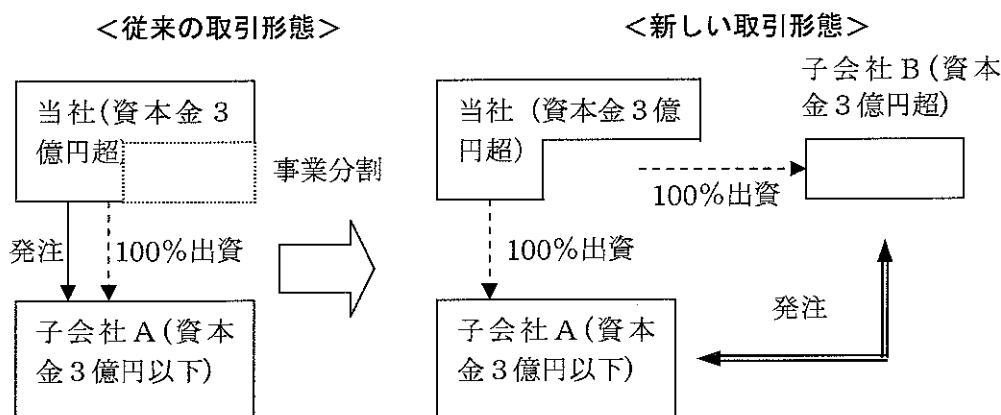 ＜従来の取引形態＞
当社(資本金３
億円超
事業分割
発注
100％出資
子会社Ａ(資本
金３億円以下)
＜新しい取引形態＞
当社（資本金３億
円超）
100％出資
子会社Ｂ(資本
金３億円超)
100％出資
発注
子会社Ａ(資本
金３億円以下)